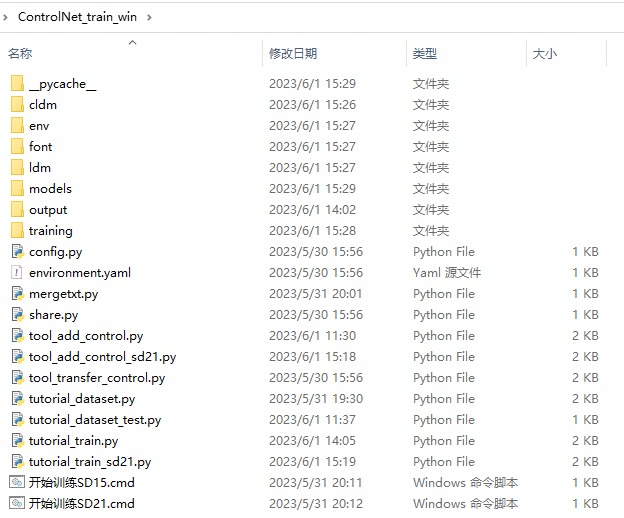 ControlNet_train_win
名称 修改日期 类型 大小
__pycache__ 2023/6/1 15:29 文件夹
cldm 2023/6/1 15:26 文件夹
env 2023/6/1 15:27 文件夹
font 2023/6/1 15:27 文件夹
ldm 2023/6/1 15:27 文件夹
models 2023/6/1 15:29 文件夹
output 2023/6/1 14:02 文件夹
training 2023/6/1 15:28 文件夹
config.py 2023/5/30 15:56 Python File 1 KB
environment.yaml 2023/5/30 15:56 Yaml 源文件 1 KB
mergetxt.py 2023/5/31 20:01 Python File 1 KB
share.py 2023/5/30 15:56 Python File 1 KB
tool_add_control.py 2023/6/1 11:30 Python File 2 KB
tool_add_control_sd21.py 2023/6/1 15:18 Python File 2 KB
tool_transfer_control.py 2023/5/30 15:56 Python File 2 KB
tutorial_dataset.py 2023/5/31 19:30 Python File 2 KB
tutorial_dataset_test.py 2023/6/1 11:37 Python File 1 KB
tutorial_train.py 2023/6/1 14:05 Python File 2 KB
tutorial_train_sd21.py 2023/6/1 15:19 Python File 2 KB
开始训练SD15.cmd 2023/5/31 20:11 Windows 命令脚本 1 KB
开始训练SD21.cmd 2023/5/31 20:12 Windows 命令脚本 1 KB